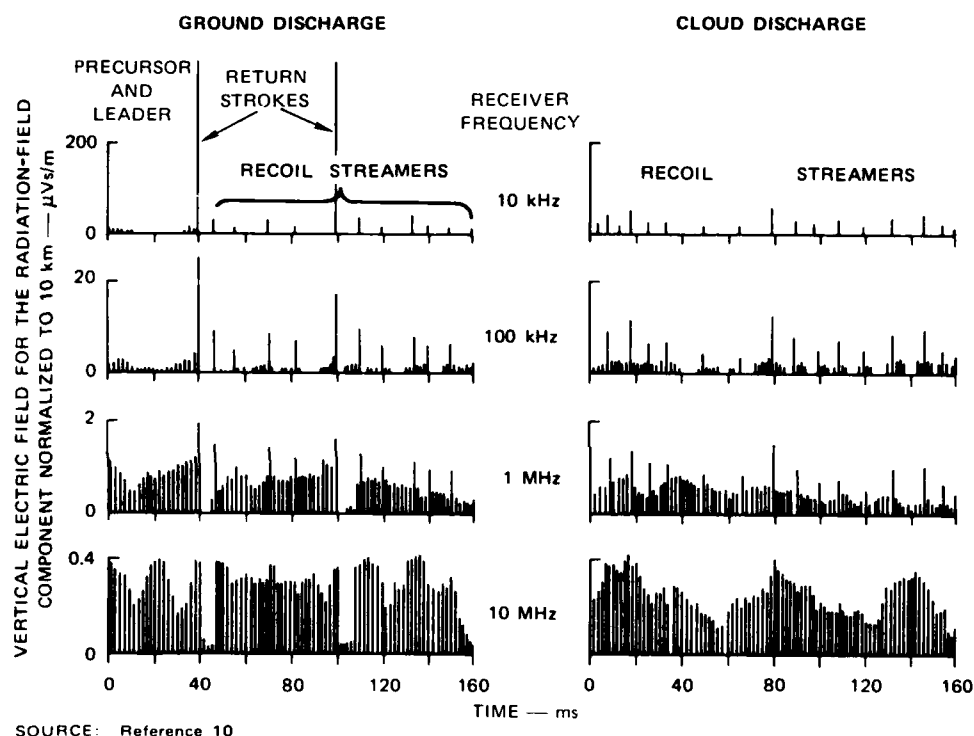 GROUND DISCHARGE
CLOUD DISCHARGE
PRECURSOR
AND
LEADER
RETURN
STROKES
RECEIVER
FREQUENCY
VERTICAL ELECTRIC FIELD FOR THE RADIATION-FIELD
COMPONENT NORMALIZED TO 10 km — μVs/m
200
0
RECOIL STREAMERS
10 kHz
RECOIL STREAMERS
20
0
100 kHz
2
0
1 MHz
0.4
0
10 MHz
0 40 80 120 160
0 40 80 120 160
TIME — ms
SOURCE: Reference 10